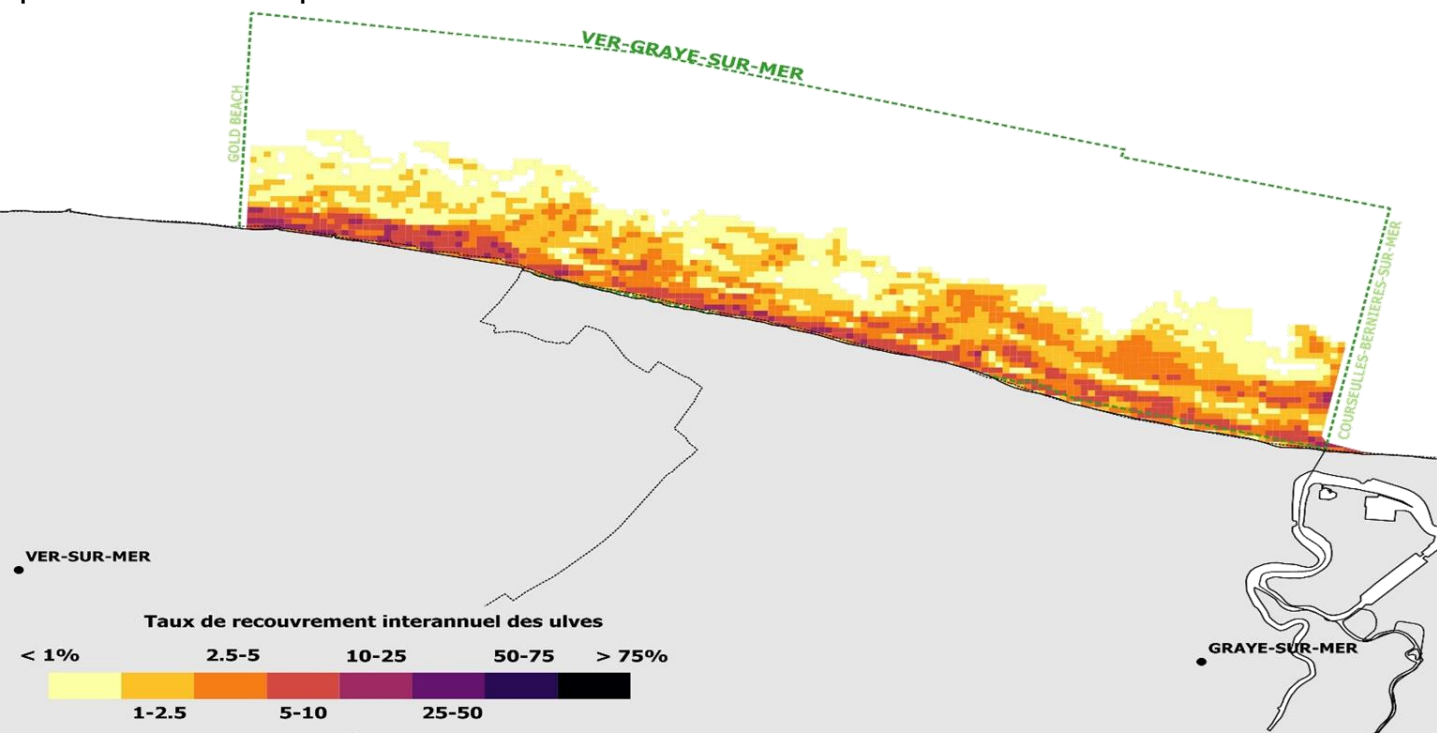 VER-GRAYE-SUR-MER
GOLD BEACH
COURSEULLES-BERNIERES-SUR-MER
VER-SUR-MER
GRAYE-SUR-MER
Taux de recouvrement interannuel des ulves
< 1% 2.5-5 10-25 50-75 > 75%
1-2.5 5-10 25-50